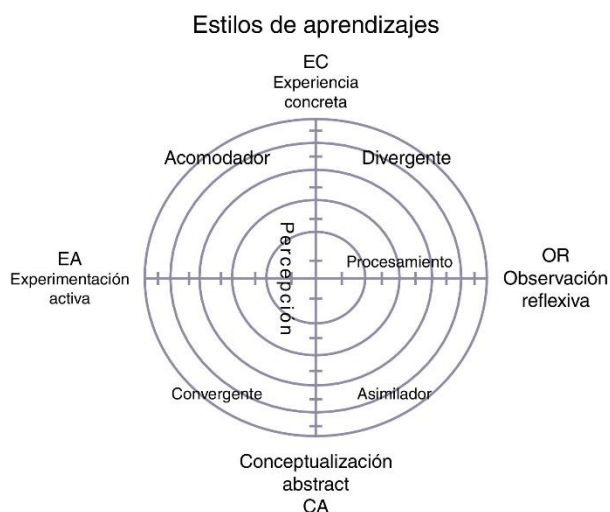 Estilos de aprendizajes
EC
Experiencia
concreta
Acomodador
Divergente
Percepción
Procesamiento
EA
Experimentación
activa
OR
Observación
reflexiva
Convergente
Asimilador
Conceptualización
abstract
CA